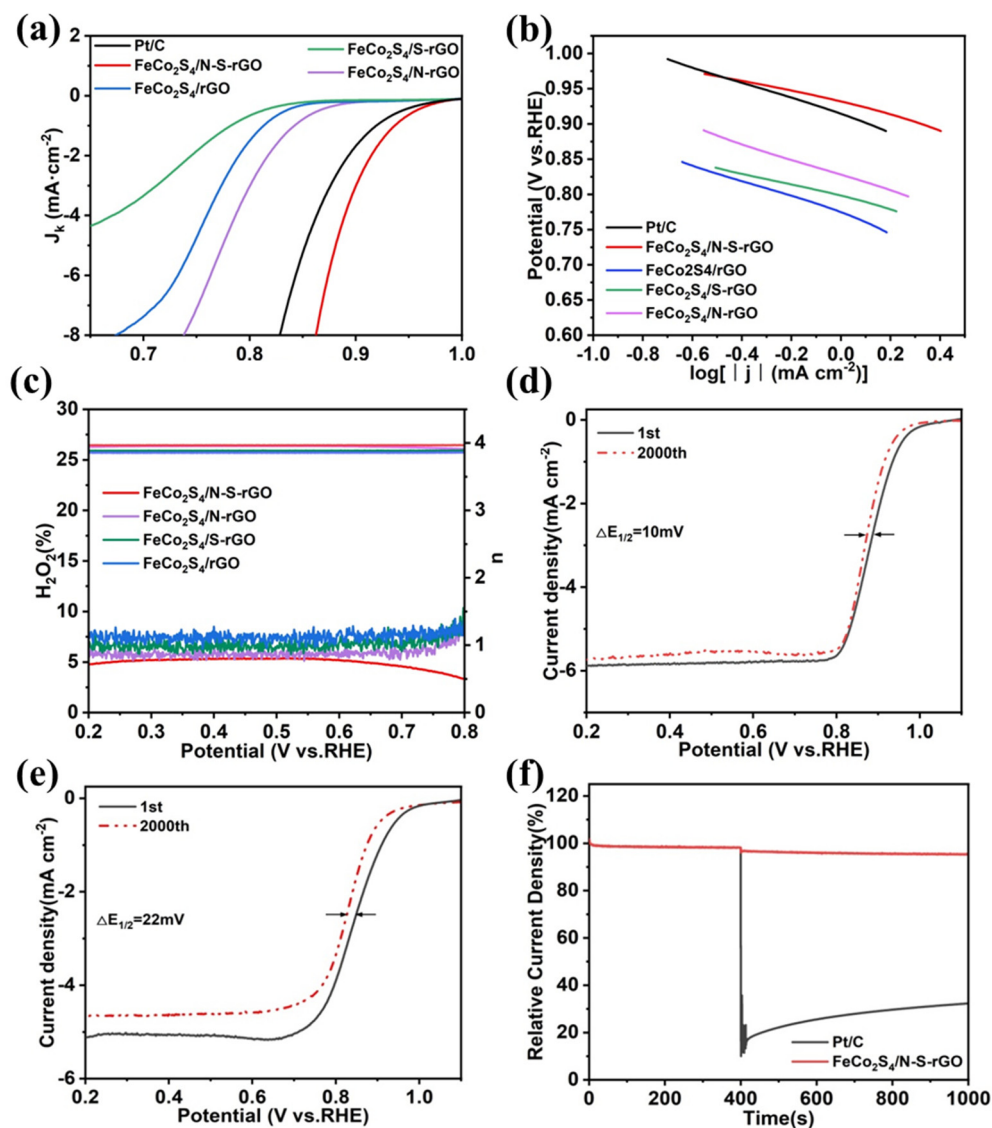 (a)
Pt/C
FeCo₂S₄/N-S-rGO
FeCo₂S₄/rGO
FeCo₂S₄/S-rGO
FeCo₂S₄/N-rGO
Jₖ (mA·cm⁻²)
2
0
-2
-4
-6
-8
0.7 0.8 0.9 1.0
(b)
Potential (V vs.RHE)
1.00
0.95
0.90
0.85
0.80
0.75
0.70
0.65
0.60
Pt/C
FeCo₂S₄/N-S-rGO
FeCo2S4/rGO
FeCo₂S₄/S-rGO
FeCo₂S₄/N-rGO
-1.0 -0.8 -0.6 -0.4 -0.2 0.0 0.2 0.4
log[|j| (mA cm⁻²)]
(c)
H₂O₂(%)
30
25
20
15
10
5
0
FeCo₂S₄/N-S-rGO
FeCo₂S₄/N-rGO
FeCo₂S₄/S-rGO
FeCo₂S₄/rGO
n
4
3
2
1
0
0.2 0.3 0.4 0.5 0.6 0.7 0.8
Potential (V vs.RHE)
(d)
Current density(mA cm⁻²)
0
-2
-4
C-6
1st
2000th
△E₁/₂=10mV
0.2 0.4 0.6 0.8 1.0
Potential (V vs.RHE)
(e)
Current density(mA cm⁻²)
0
-2
-4
-6
1st
2000th
△E₁/₂=22mV
0.2 0.4 0.6 0.8 1.0
Potential (V vs.RHE)
(f)
Relative Current Density(%)
120
100
80
60
40
20
0
Pt/C
FeCo₂S₄/N-S-rGO
0 200 400 600 800 1000
Time(s)